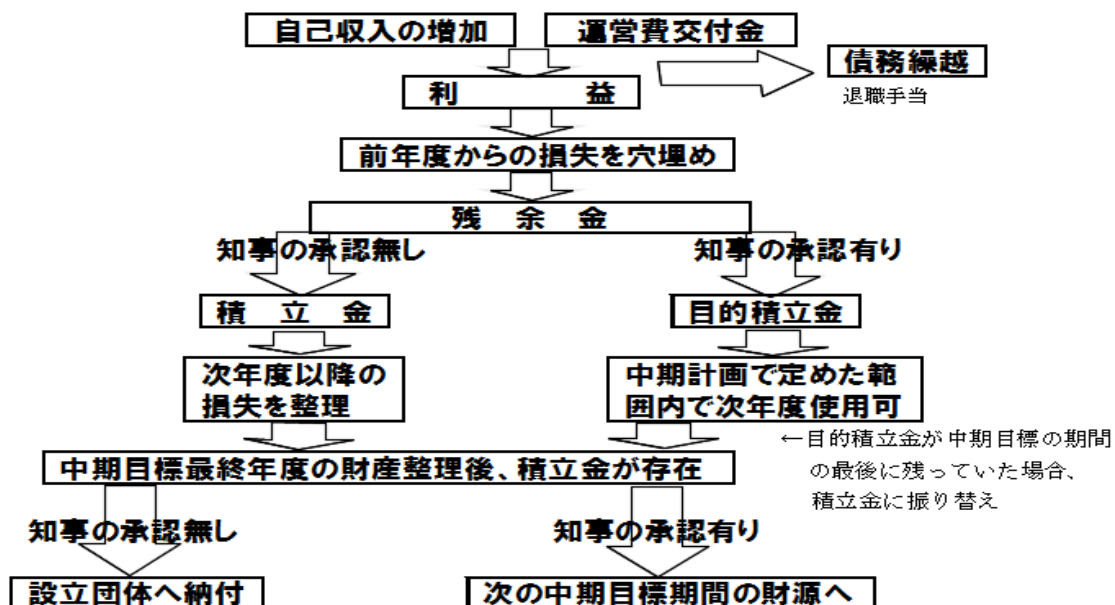 自己収入の増加
運営費交付金
債務繰越
退職手当
利 益
前年度からの損失を穴埋め
残 余 金
知事の承認無し
知事の承認有り
積 立 金
目的積立金
次年度以降の
損失を整理
中期計画で定めた範
囲内で次年度使用可
←目的積立金が中期目標の期間
の最後に残っていた場合、
積立金に振り替え
中期目標最終年度の財産整理後、積立金が存在
知事の承認無し
知事の承認有り
設立団体へ納付
次の中期目標期間の財源へ